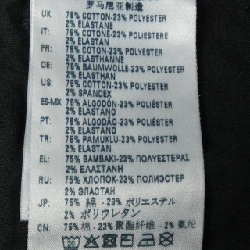 罗马尼亚制造
UK 75% COTTON-23% POLYESTER
2% ELASTANE
IT: 75% COTONE-23% POLIESTERE
2% ELASTAN
FR: 75% COTON-23% POLYESTER
2% ELASTHANNE
DE: 75% BAUMWOLLE-23% POLYESTER
2% ELASTHAN
US: 75% COTTON-23% POLYESTER
2% SPANDEX
ES-MX 75% ALGODÓN-23% POLIÉSTER
2% ELASTANO
PT: 75% ALGODÃO-23% POLIÉSTER
2% ELASTANO
TR: 75% PAMUK-23% POLYESTER
2% ELASTAN
EL: 75% ΒΑΜΒΑΚΙ-23% ΠΟΛΥΕΣΤΕΡΑΣ
2% ΕΛΑΣΤΑΝΗ
RU: 75% ХЛОПОК-23% ПОЛИЭСТЕР
2% ЭЛАСТАН
JP: 75% 綿 - 23% ポリエステル
2% ポリウレタン
CN: 75%棉 - 23% 聚酯纤维 - 2% 氨纶